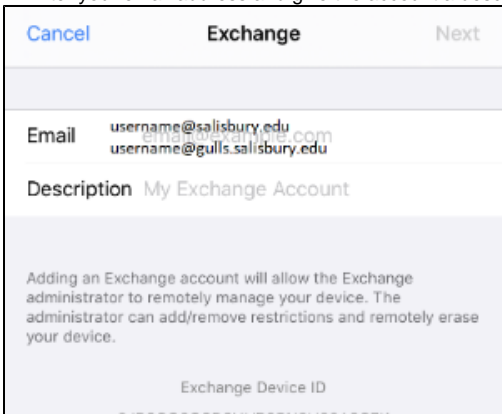 Cancel Exchange Next
Email username@salisbury.edu
email@example.com
username@gulls.salisbury.edu
Description My Exchange Account
Adding an Exchange account will allow the Exchange
administrator to remotely manage your device. The
administrator can add/remove restrictions and remotely erase
your device.
Exchange Device ID